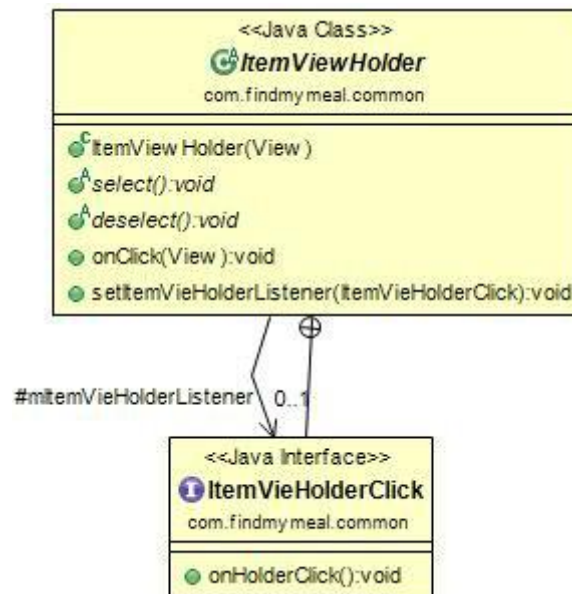 <<Java Class>>
ItemViewHolder
com.findmymeal.common
ItemView Holder(View )
select():void
deselect():void
onClick(View ):void
setItemVieHolderListener(ItemVieHolderClick):void
#mItemVieHolderListener 0..1
<<Java Interface>>
ItemVieHolderClick
com.findmymeal.common
onHolderClick():void